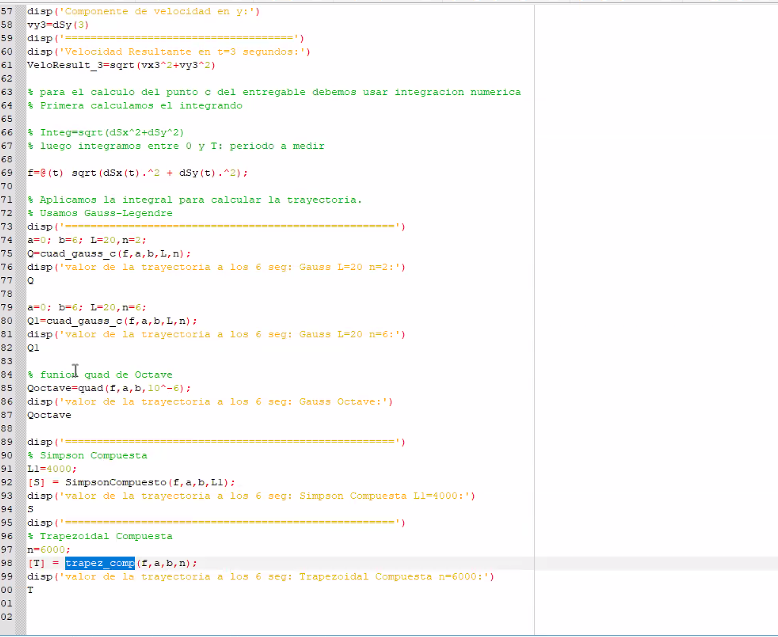 57 disp('Componente de velocidad en y:')
58 vy3=dSy(3)
59 disp('=====================================')
60 disp('Velocidad Resultante en t=3 segundos:')
61 VeloResult_3=sqrt(vx3^2+vy3^2)
62
63 % para el calculo del punto c del entregable debemos usar integracion numerica
64 % Primera calculamos el integrando
65
66 % Integ=sqrt(dSx^2+dSy^2)
67 % luego integramos entre 0 y T: periodo a medir
68
69 f=@(t) sqrt(dSx(t).^2 + dSy(t).^2);
70
71 % Aplicamos la integral para calcular la trayectoria.
72 % Usamos Gauss-Legendre
73 disp('======================================================')
74 a=0; b=6; L=20,n=2;
75 Q=cuad_gauss_c(f,a,b,L,n);
76 disp('valor de la trayectoria a los 6 seg: Gauss L=20 n=2:')
77 Q
78
79 a=0; b=6; L=20,n=6;
80 Q1=cuad_gauss_c(f,a,b,L,n);
81 disp('valor de la trayectoria a los 6 seg: Gauss L=20 n=6:')
82 Q1
83
84 % funion quad de Octave
85 Qoctave=quad(f,a,b,10^-6);
86 disp('valor de la trayectoria a los 6 seg: Gauss Octave:')
87 Qoctave
88
89 disp('======================================================')
90 % Simpson Compuesta
91 L1=4000;
92 [S] = SimpsonCompuesto(f,a,b,L1);
93 disp('valor de la trayectoria a los 6 seg: Simpson Compuesta L1=4000:')
94 S
95 disp('======================================================')
96 % Trapezoidal Compuesta
97 n=6000;
98 [T] = trapez_comp(f,a,b,n);
99 disp('valor de la trayectoria a los 6 seg: Trapezoidal Compuesta n=6000:')
00 T
01
02